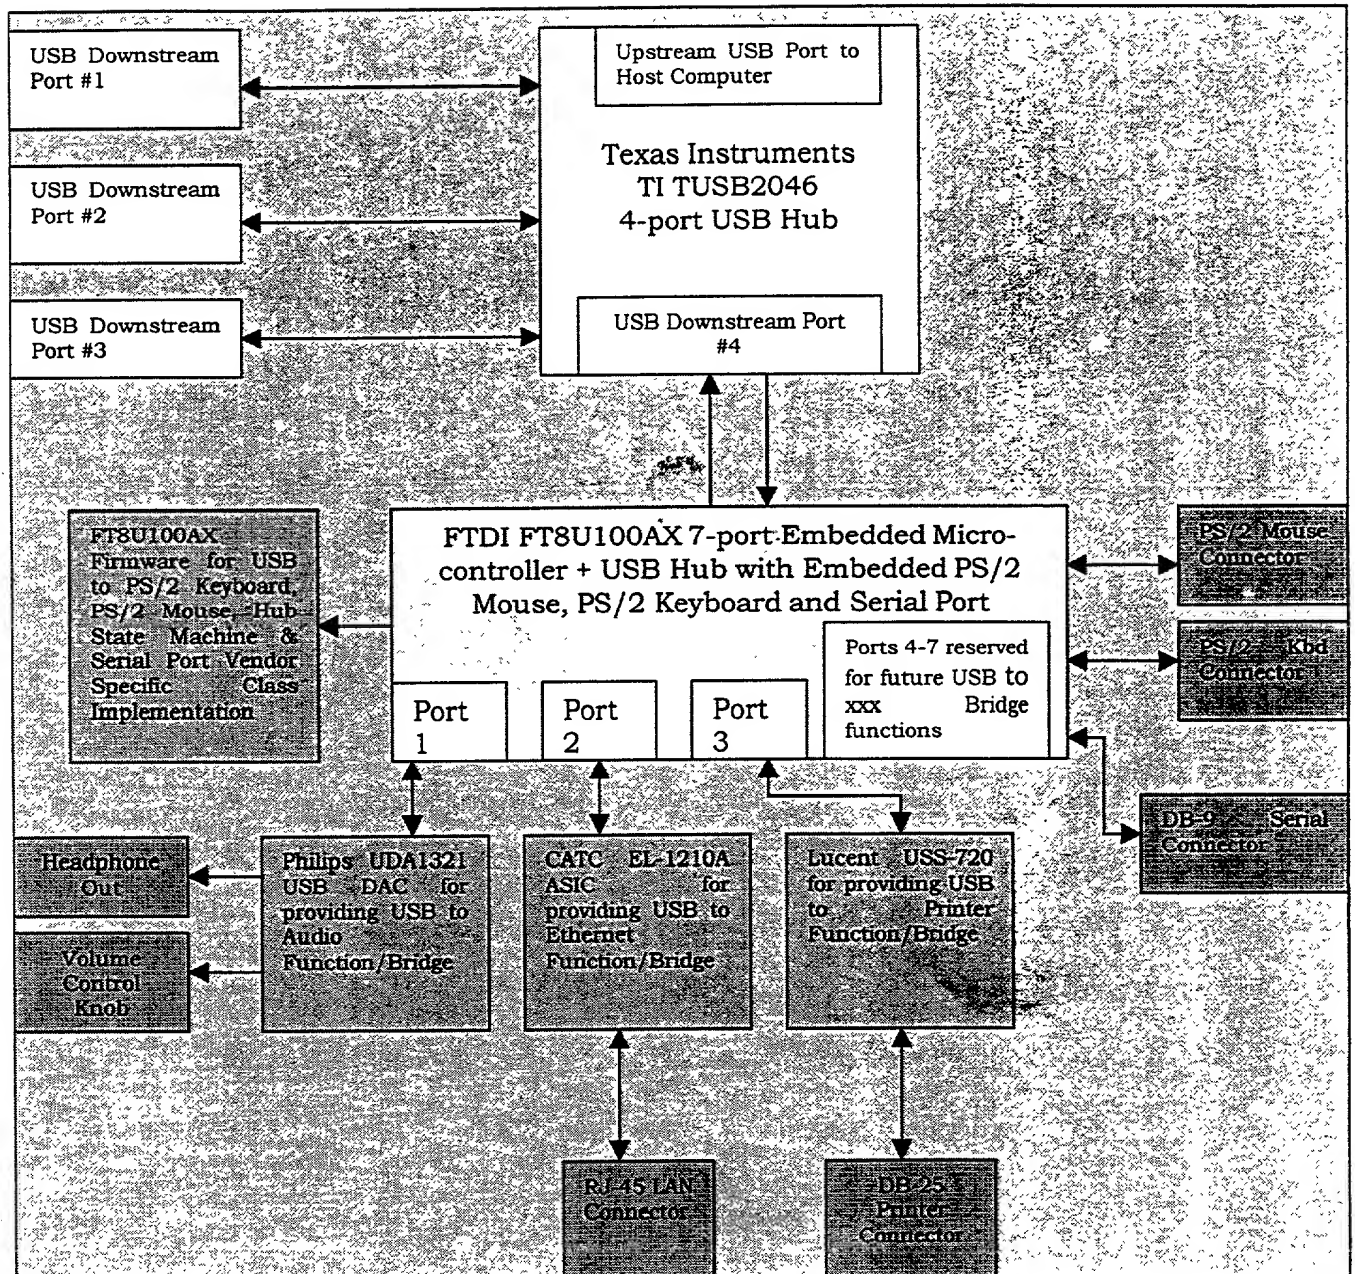 USB Downstream
Port #1
Upstream USB Port to
Host Computer
Texas Instruments
TI TUSB2046
4-port USB Hub
USB Downstream
Port #2
USB Downstream
Port #3
USB Downstream Port
#4
FT8U100AX
Firmware for USB
to PS/2 Keyboard,
PS/2 Mouse, Hub
State Machine &
Serial Port Vendor
Specific Class
Implementation
FTDI FT8U100AX 7-port Embedded Micro-
controller + USB Hub with Embedded PS/2
Mouse, PS/2 Keyboard and Serial Port
Ports 4-7 reserved
for future USB to
xxx Bridge
functions
Port
1
Port
2
Port
3
PS/2 Mouse
Connector
PS/2 Kbd
Connector
DB-9 Serial
Connector
Headphone
Out
Volume
Control
Knob
Philips UDA1321
USB DAC for
providing USB to
Audio
Function/Bridge
CATC EL-1210A
ASIC for
providing USB to
Ethernet
Function/Bridge
Lucent USS-720
for providing USB
to Printer
Function/Bridge
RJ-45 LAN
Connector
DB-25
Printer
Connector